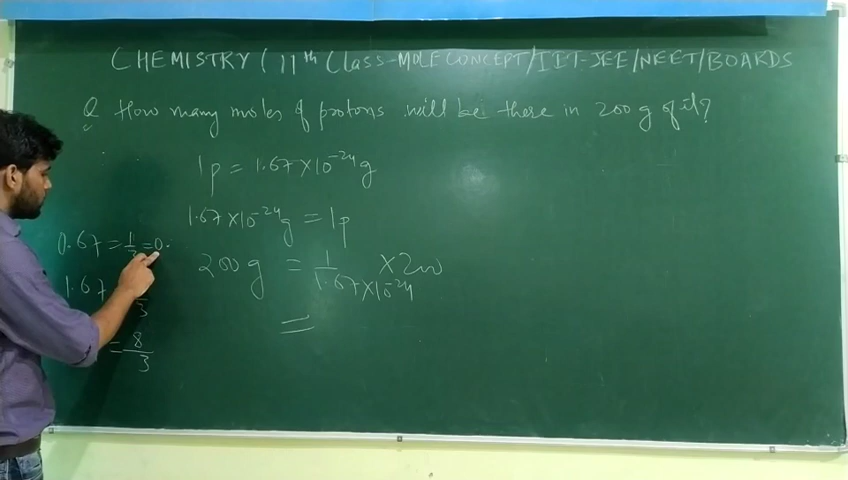 CHEMISTRY (11th Class-MOLE CONCEPT/IIT-JEE/NEET/BOARDS
Q How many moles of protons will be there in 200 g of it?
1p = 1.67×10⁻²⁴ g
1.67×10⁻²⁴ g = 1p
200 g = 1/1.67×10⁻²⁴ ×200
=
0.67 = 1/ = 0.
1.67
3
= 8/3